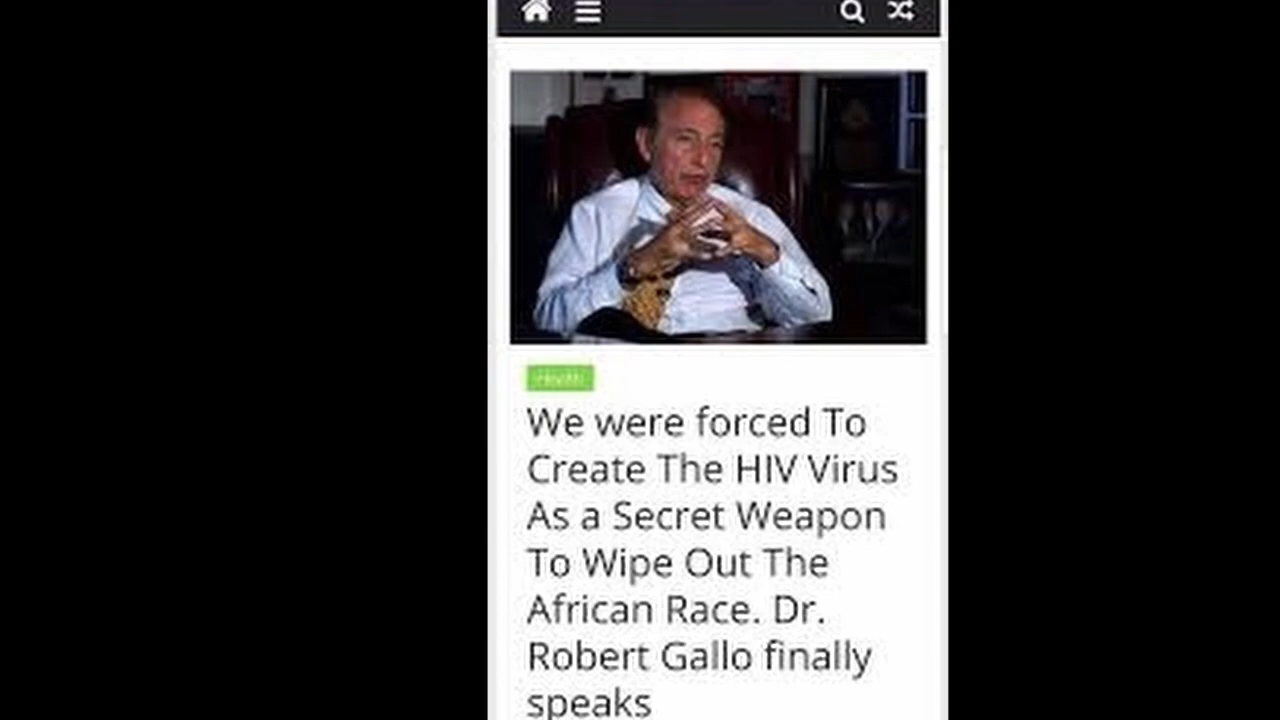 Health
We were forced To
Create The HIV Virus
As a Secret Weapon
To Wipe Out The
African Race. Dr.
Robert Gallo finally
speaks